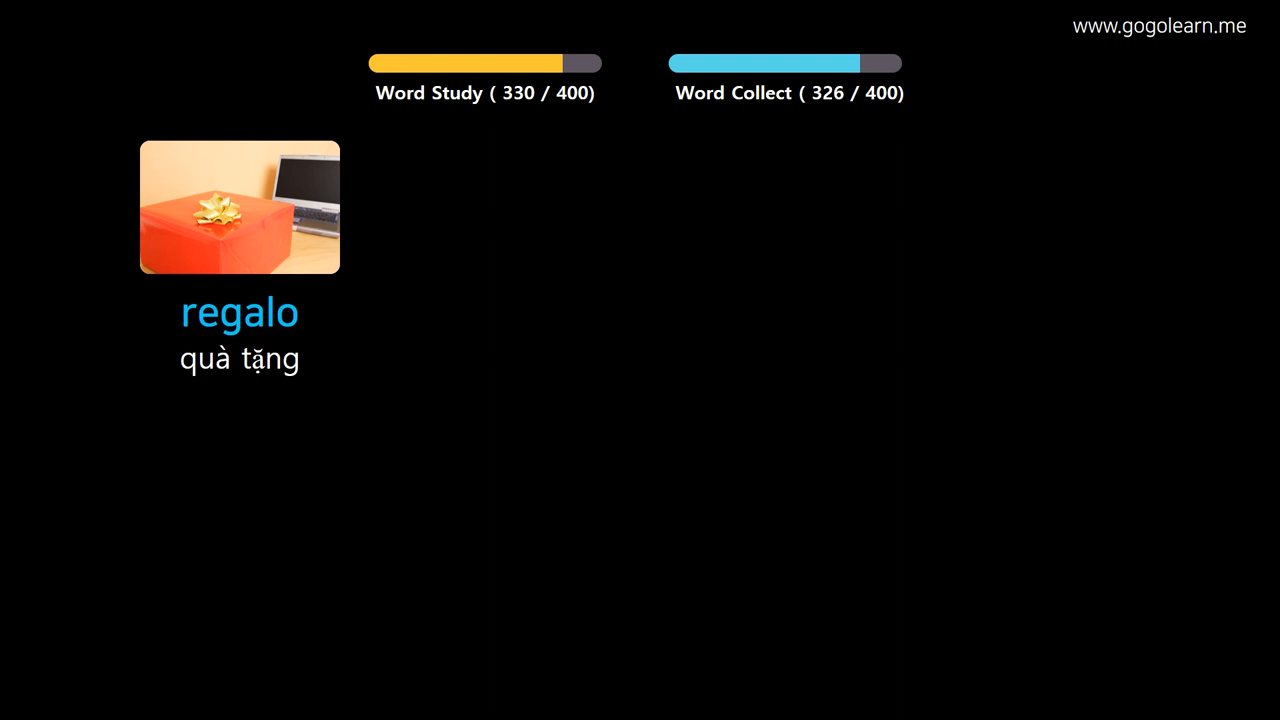 www.gogolearn.me
Word Study ( 330 / 400)
Word Collect ( 326 / 400)
regalo
quà tặng